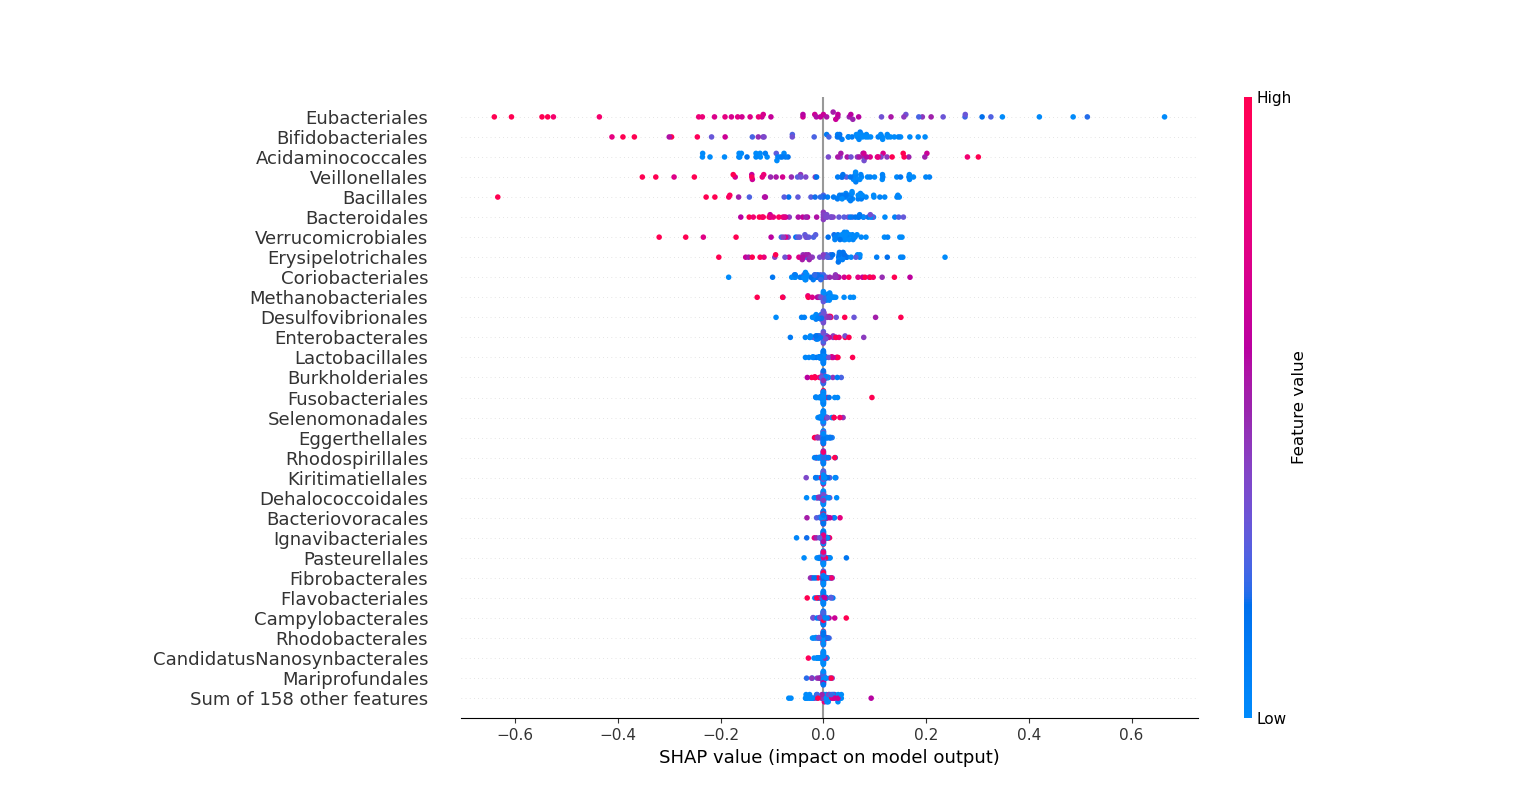 High
Eubacteriales
Bifidobacteriales
Acidaminococcales
Veillonellales
Bacillales
Bacteroidales
Verrucomicrobiales
Erysipelotrichales
Coriobacteriales
Methanobacteriales
Desulfovibrionales
Enterobacterales
Lactobacillales
Burkholderiales
Fusobacteriales
Selenomonadales
Eggerthellales
Rhodospirillales
Kiritimatiellales
Dehalococcoidales
Bacteriovoracales
Ignavibacteriales
Pasteurellales
Fibrobacterales
Flavobacteriales
Campylobacterales
Rhodobacterales
CandidatusNanosynbacterales
Mariprofundales
Sum of 158 other features
Feature value
Low
−0.6 −0.4 −0.2 0.0 0.2 0.4 0.6
SHAP value (impact on model output)